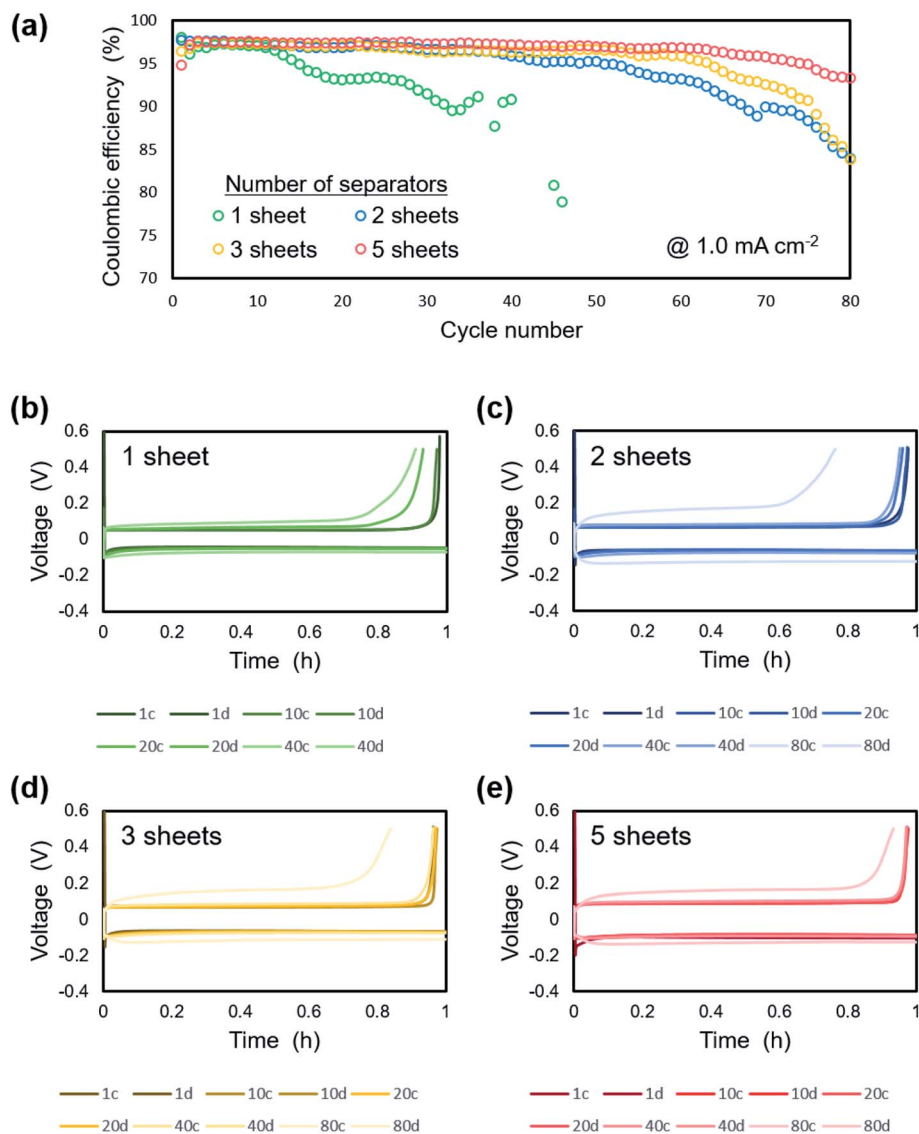 (a)
Coulombic efficiency (%)
100
95
90
85
80
75
70
Number of separators
1 sheet
2 sheets
3 sheets
5 sheets
@ 1.0 mA cm-2
0
10
20
30
40
50
60
70
80
Cycle number
(b)
Voltage (V)
0.6
0.4
0.2
0
-0.2
-0.4
1 sheet
0
0.2
0.4
0.6
0.8
1
Time (h)
1c 1d 10c 10d
20c 20d 40c 40d
(c)
Voltage (V)
0.6
0.4
0.2
0
-0.2
-0.4
2 sheets
0
0.2
0.4
0.6
0.8
1
Time (h)
1c 1d 10c 10d 20c
20d 40c 40d 80c 80d
(d)
Voltage (V)
0.6
0.4
0.2
0
-0.2
-0.4
3 sheets
0
0.2
0.4
0.6
0.8
1
Time (h)
1c 1d 10c 10d 20c
20d 40c 40d 80c 80d
(e)
Voltage (V)
0.6
0.4
0.2
0
-0.2
-0.4
5 sheets
0
0.2
0.4
0.6
0.8
1
Time (h)
1c 1d 10c 10d 20c
20d 40c 40d 80c 80d